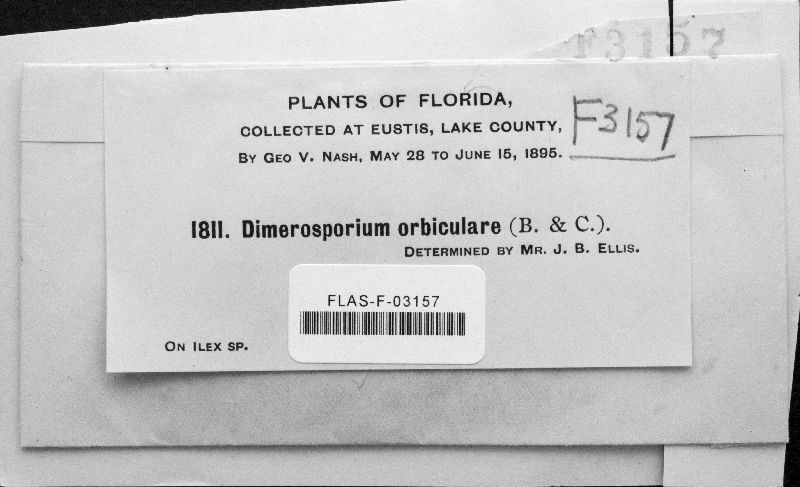 F3157
PLANTS OF FLORIDA,
COLLECTED AT EUSTIS, LAKE COUNTY,
BY GEO V. NASH, MAY 28 TO JUNE 15, 1895.
F3157
1811. Dimerosporium orbiculare (B. & C.).
DETERMINED BY MR. J. B. ELLIS.
FLAS-F-03157
ON ILEX SP.